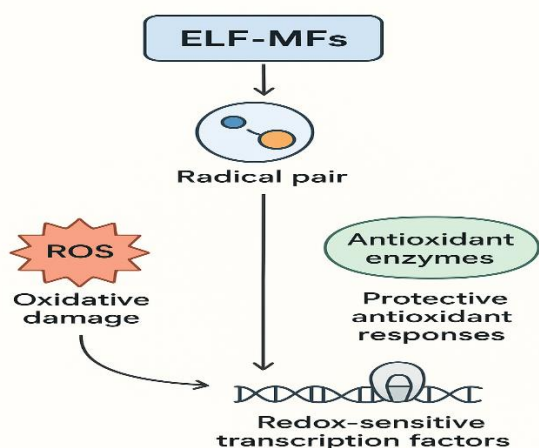 ELF-MFs
Radical pair
ROS
Oxidative
damage
Antioxidant
enzymes
Protective
antioxidant
responses
Redox-sensitive
transcription factors